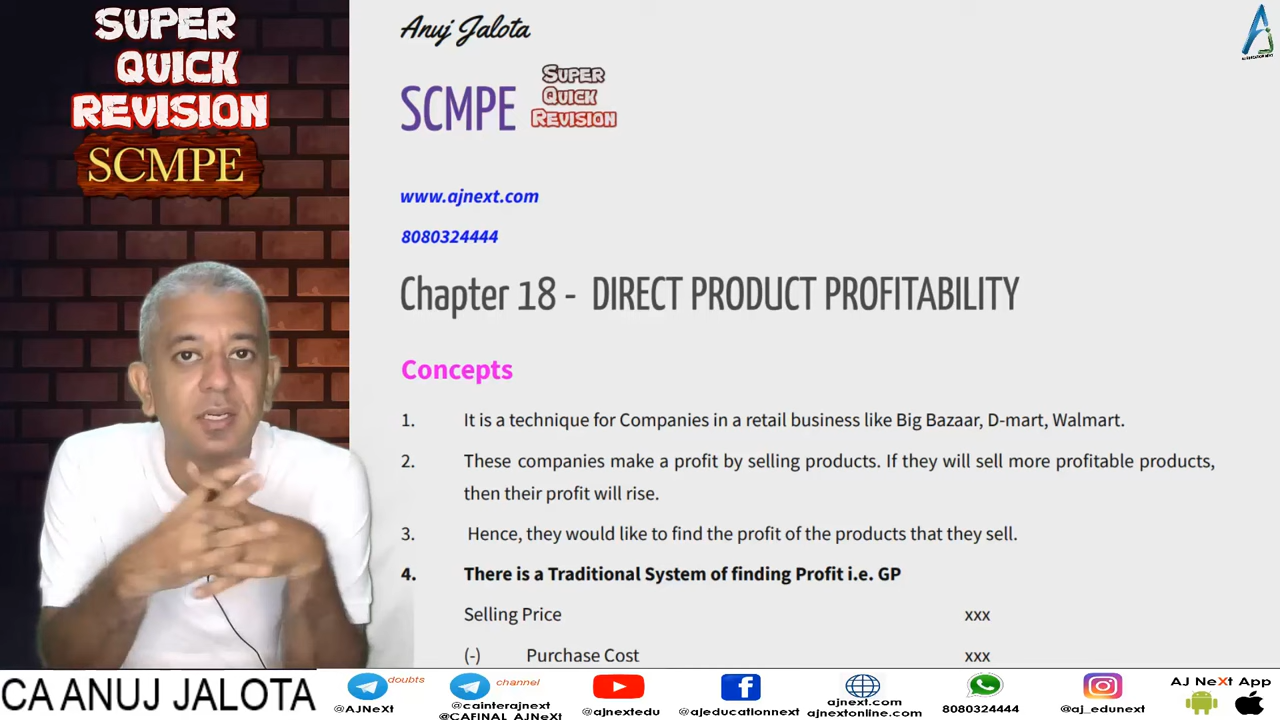 SUPER
QUICK
REVISION
SCMPE
Anuj Jalota
SCMPE
SUPER
QUICK
REVISION
www.ajnext.com
8080324444
Chapter 18 - DIRECT PRODUCT PROFITABILITY
Concepts
1. It is a technique for Companies in a retail business like Big Bazaar, D-mart, Walmart.
2. These companies make a profit by selling products. If they will sell more profitable products,
then their profit will rise.
3. Hence, they would like to find the profit of the products that they sell.
4. There is a Traditional System of finding Profit i.e. GP
Selling Price xxx
(-) Purchase Cost xxx
CA ANUJ JALOTA
doubts
@AJNeXt
channel
@cainterajnext
@CAFINAL_AJNeXt
@ajnextedu
@ajeducationnext
ajnext.com
ajnextonline.com
8080324444
@aj_edunext
AJ NeXt App